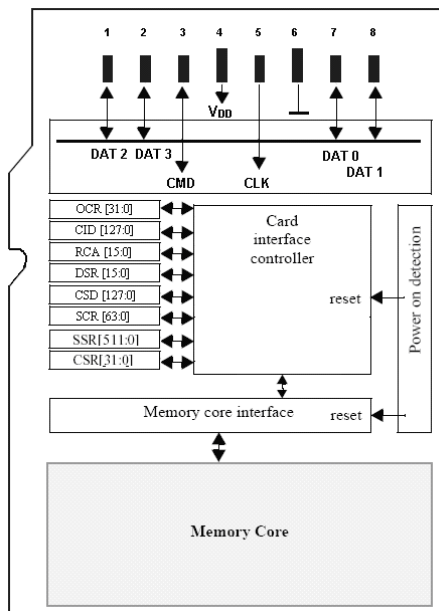 1 2 3 4 5 6 7 8
VDD
DAT 2 DAT 3 DAT 0
DAT 1
CMD CLK
OCR [31:0]
CID [127:0]
RCA [15:0]
DSR [15:0]
CSD [127:0]
SCR [63:0]
SSR[511:0]
CSR[31:0]
Card
interface
controller
reset
Power on detection
Memory core interface
reset
Memory Core